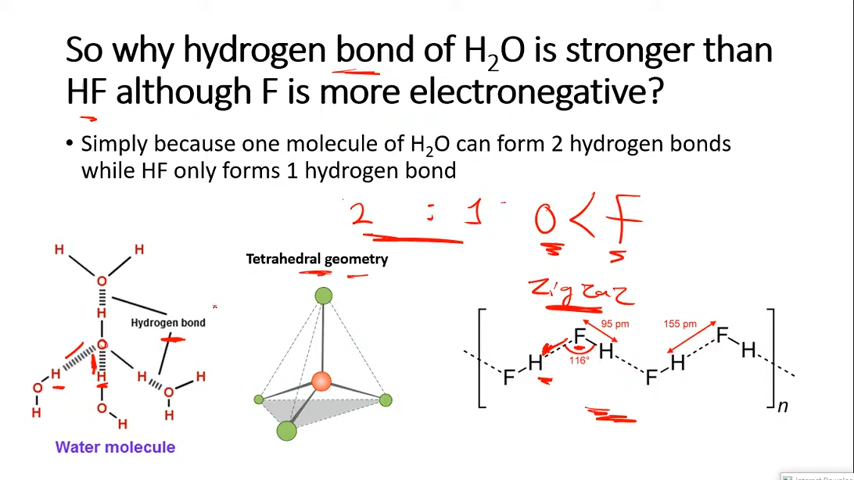 So why hydrogen bond of H₂O is stronger than
HF although F is more electronegative?
• Simply because one molecule of H₂O can form 2 hydrogen bonds
while HF only forms 1 hydrogen bond
2 : 1 O < F
Tetrahedral geometry
zigzaz
H H
O
H
Hydrogen bond
O
H H H H
O O
H O H
H
Water molecule
95 pm 155 pm
F F
H H H H
116°
F F
n